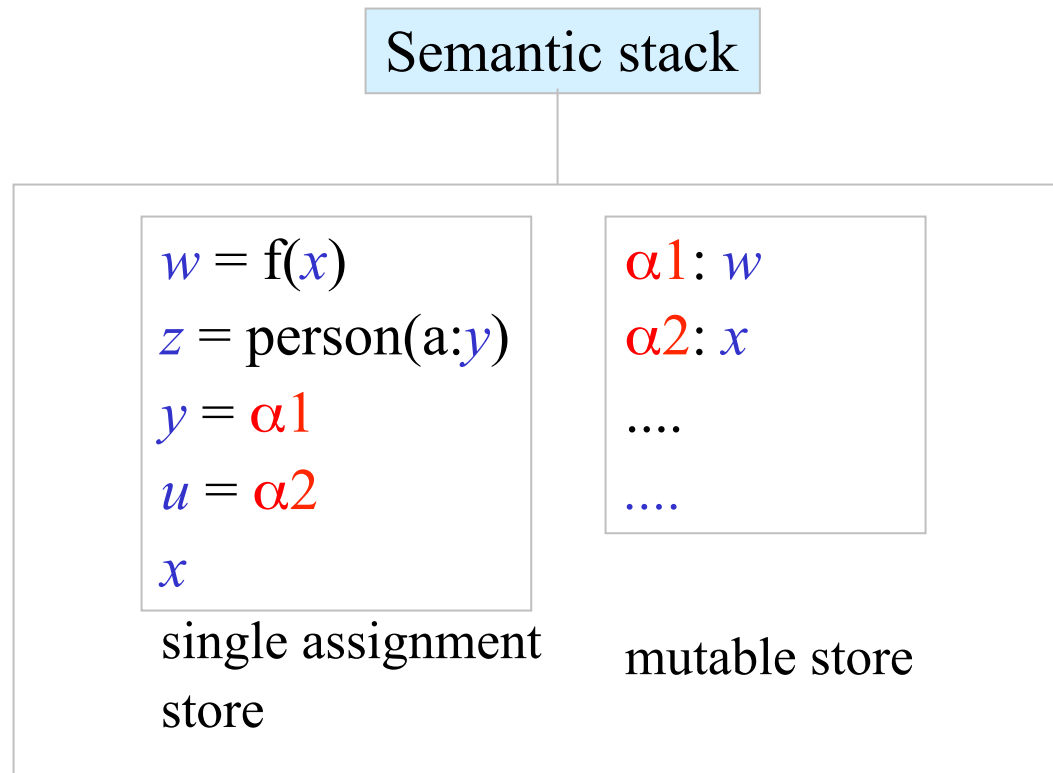 Semantic stack
w = f(x)
z = person(a:y)
y = α1
u = α2
x
single assignment
store
α1: w
α2: x
....
....
mutable store